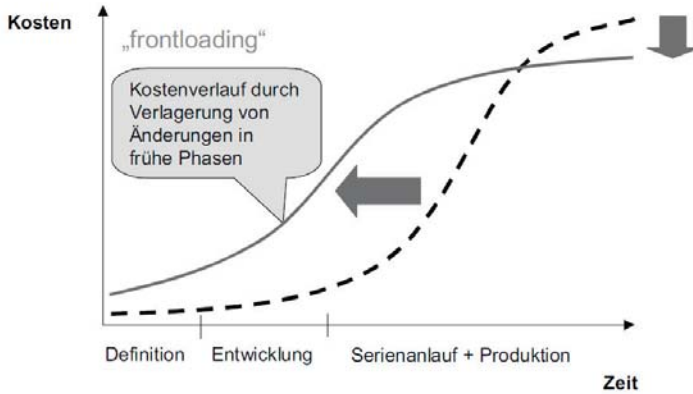 Kosten
„frontloading“
Kostenverlauf durch
Verlagerung von
Änderungen in
frühe Phasen
Definition
Entwicklung
Serienanlauf + Produktion
Zeit